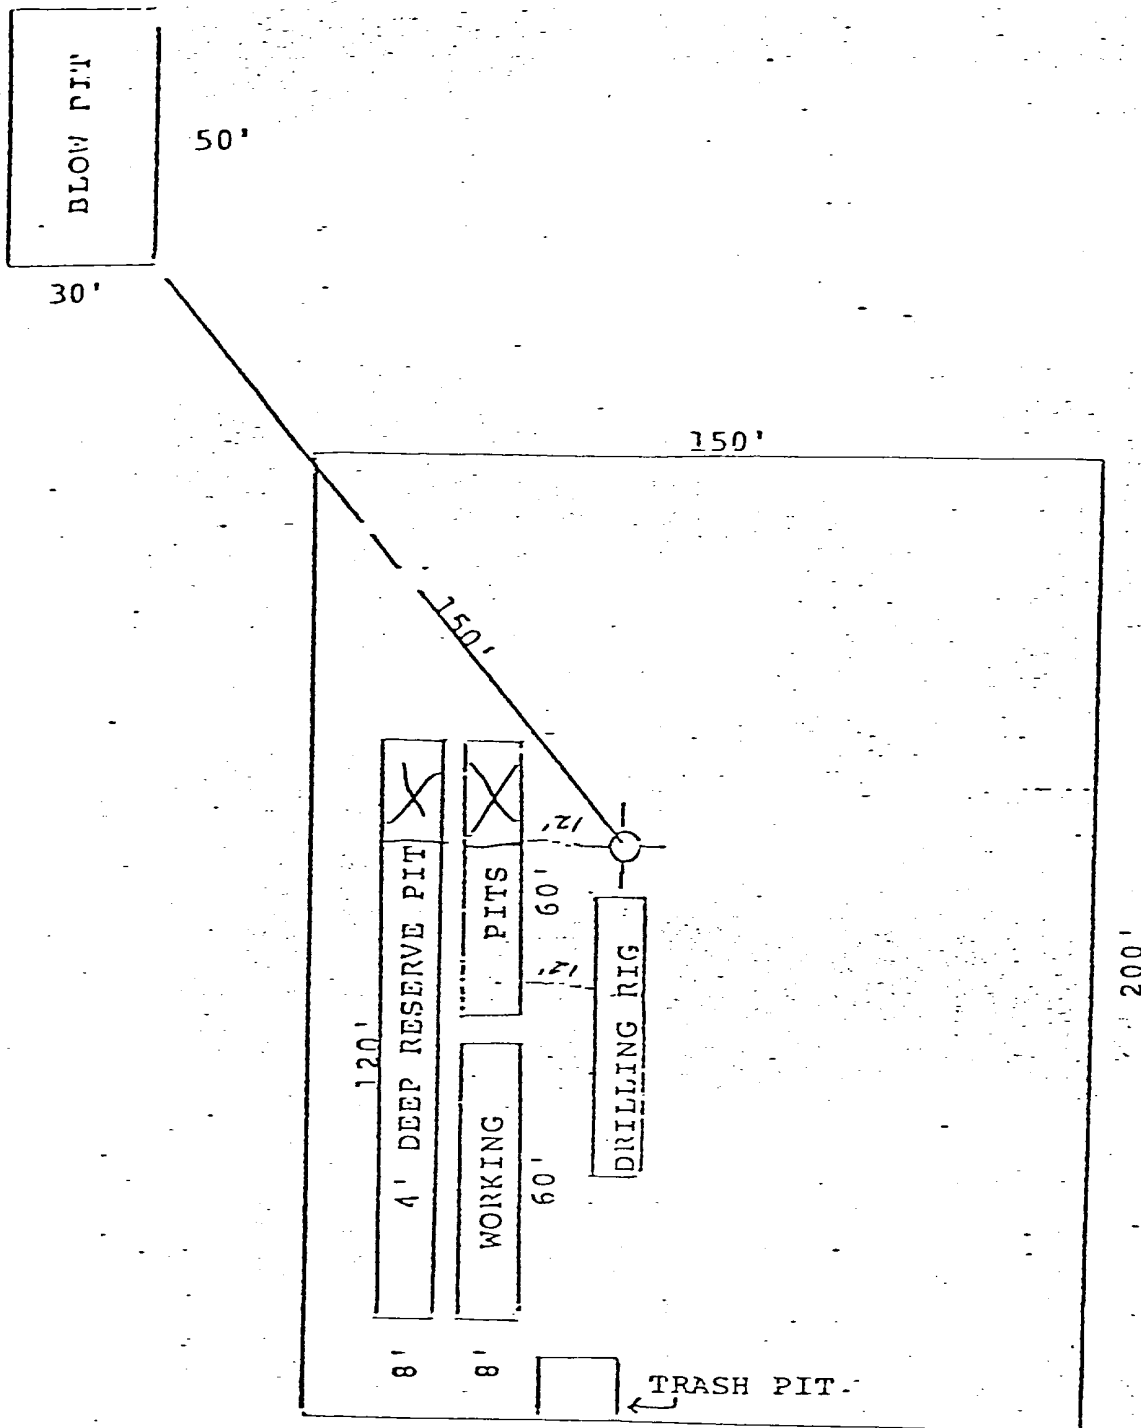 BLOW PIT
50'
30'
150'
150'
12'
60'
PITS
12'
4' DEEP RESERVE PIT
120'
200'
DRILLING RIG
WORKING
60'
8'
8'
TRASH PIT